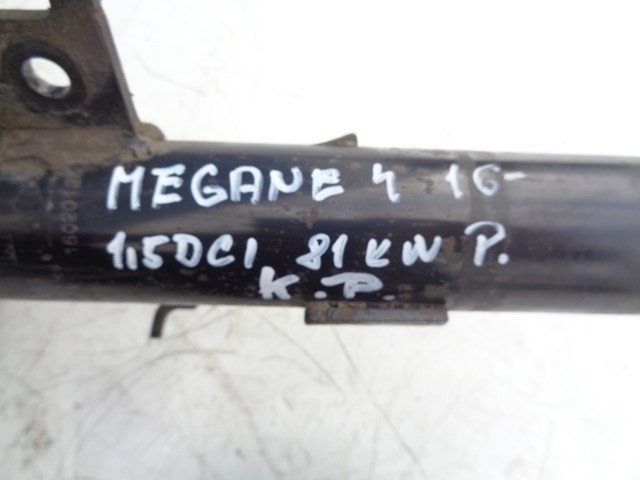 MEGANE 4 16-
1,5DCI 81 KW P.
K.P.